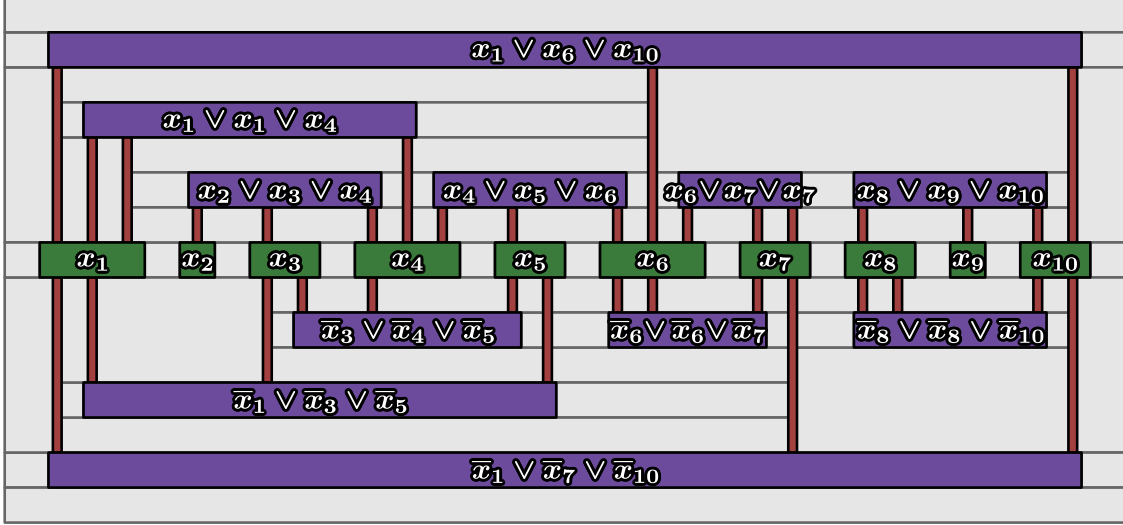 x₁ ∨ x₆ ∨ x₁₀
x₁ ∨ x₁ ∨ x₄
x₂ ∨ x₃ ∨ x₄ x₄ ∨ x₅ ∨ x₆ x₆ ∨ x₇ ∨ x₇ x₈ ∨ x₉ ∨ x₁₀
x₁ x₂ x₃ x₄ x₅ x₆ x₇ x₈ x₉ x₁₀
x̅₃ ∨ x̅₄ ∨ x̅₅ x̅₆ ∨ x̅₆ ∨ x̅₇ x̅₈ ∨ x̅₈ ∨ x̅₁₀
x̅₁ ∨ x̅₃ ∨ x̅₅
x̅₁ ∨ x̅₇ ∨ x̅₁₀